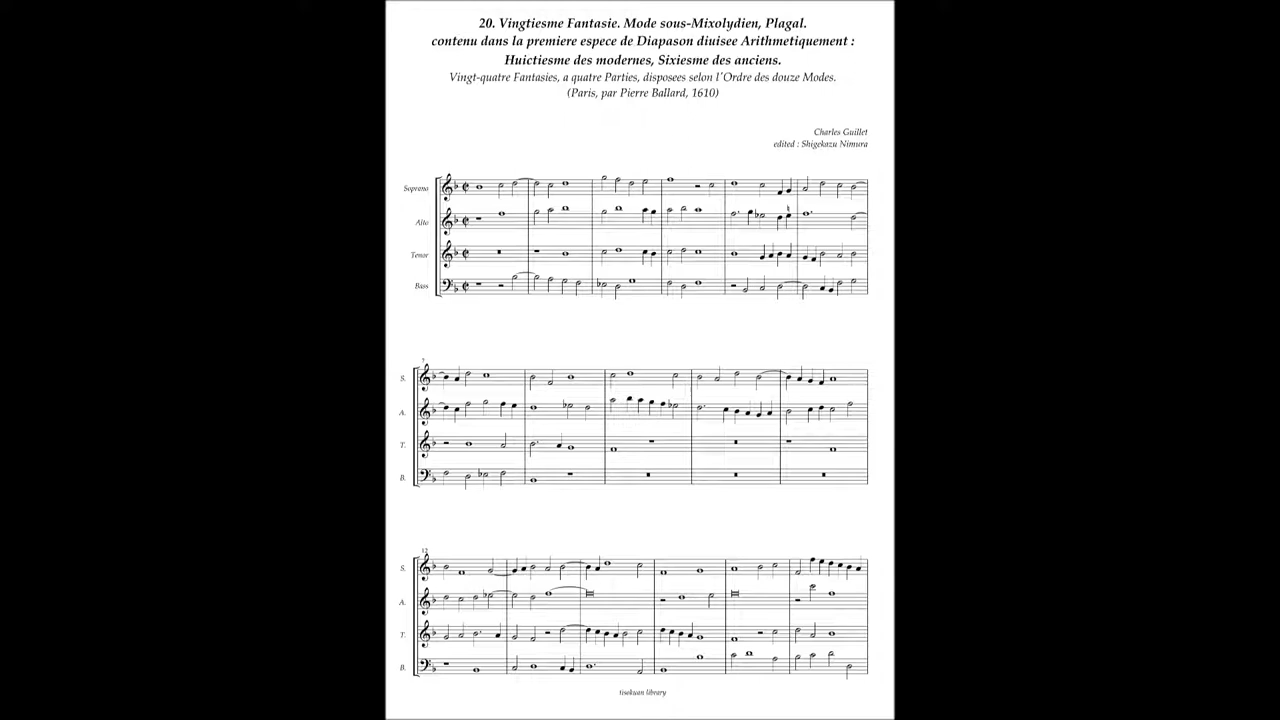 20. Vingtiesme Fantasie. Mode sous-Mixolydien, Plagal.
contenu dans la premiere espece de Diapason diuisee Arithmetiquement :
Huictiesme des modernes, Sixiesme des anciens.
Vingt-quatre Fantasies, a quatre Parties, disposees selon l'Ordre des douze Modes.
(Paris, par Pierre Ballard, 1610)
Charles Guillet
edited : Shigekazu Nimura
Soprano
Alto
Tenor
Bass
7
S.
A.
T.
B.
12
S.
A.
T.
B.
tisokuan library